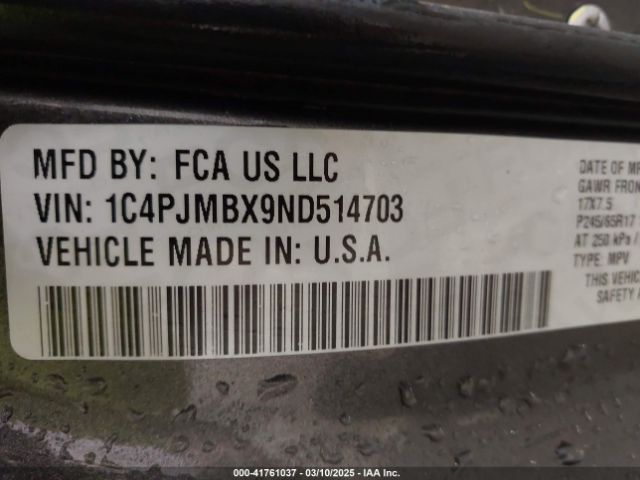 MFD BY: FCA US LLC
VIN: 1C4PJMBX9ND514703
VEHICLE MADE IN: U.S.A.
DATE OF
GAWR FRON
17X7.5
P245/65R17
AT 250 kPa /
TYPE: MPV
THIS VEHIC
SAFETY
000-41761037 - 03/10/2025 - IAA Inc.